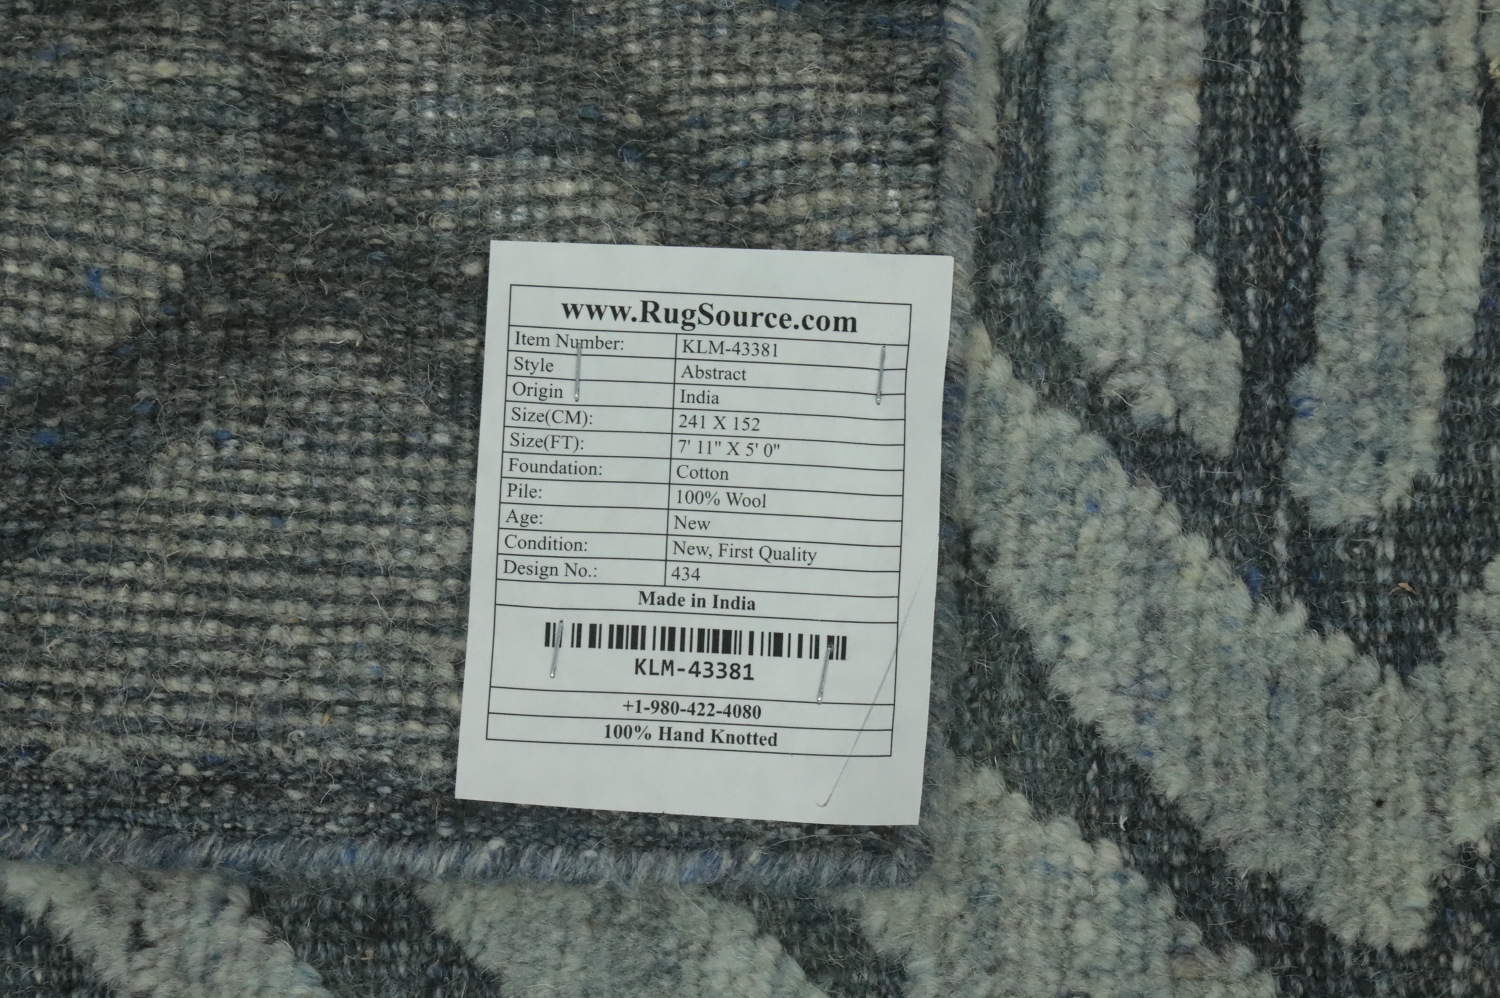 www.RugSource.com
Item Number: KLM-43381
Style Abstract
Origin India
Size(CM): 241 X 152
Size(FT): 7' 11" X 5' 0"
Foundation: Cotton
Pile: 100% Wool
Age: New
Condition: New, First Quality
Design No.: 434
Made in India
KLM-43381
+1-980-422-4080
100% Hand Knotted